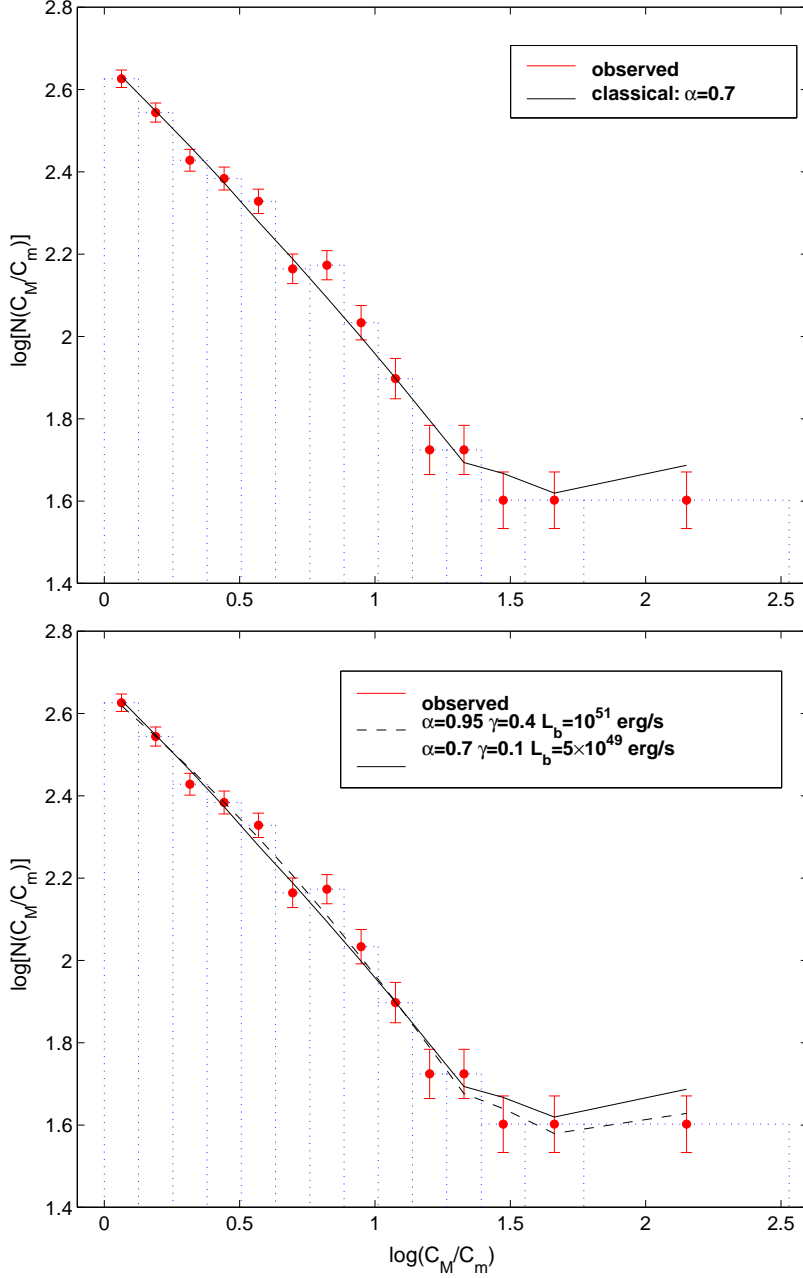 2.8
2.6
2.4
2.2
2
1.8
1.6
1.4
log[N(C_M/C_m)]
observed
classical: α=0.7
0 0.5 1 1.5 2 2.5
2.8
2.6
2.4
2.2
2
1.8
1.6
1.4
log[N(C_M/C_m)]
observed
α=0.95 γ=0.4 L_b=10^51 erg/s
α=0.7 γ=0.1 L_b=5×10^49 erg/s
0 0.5 1 1.5 2 2.5
log(C_M/C_m)